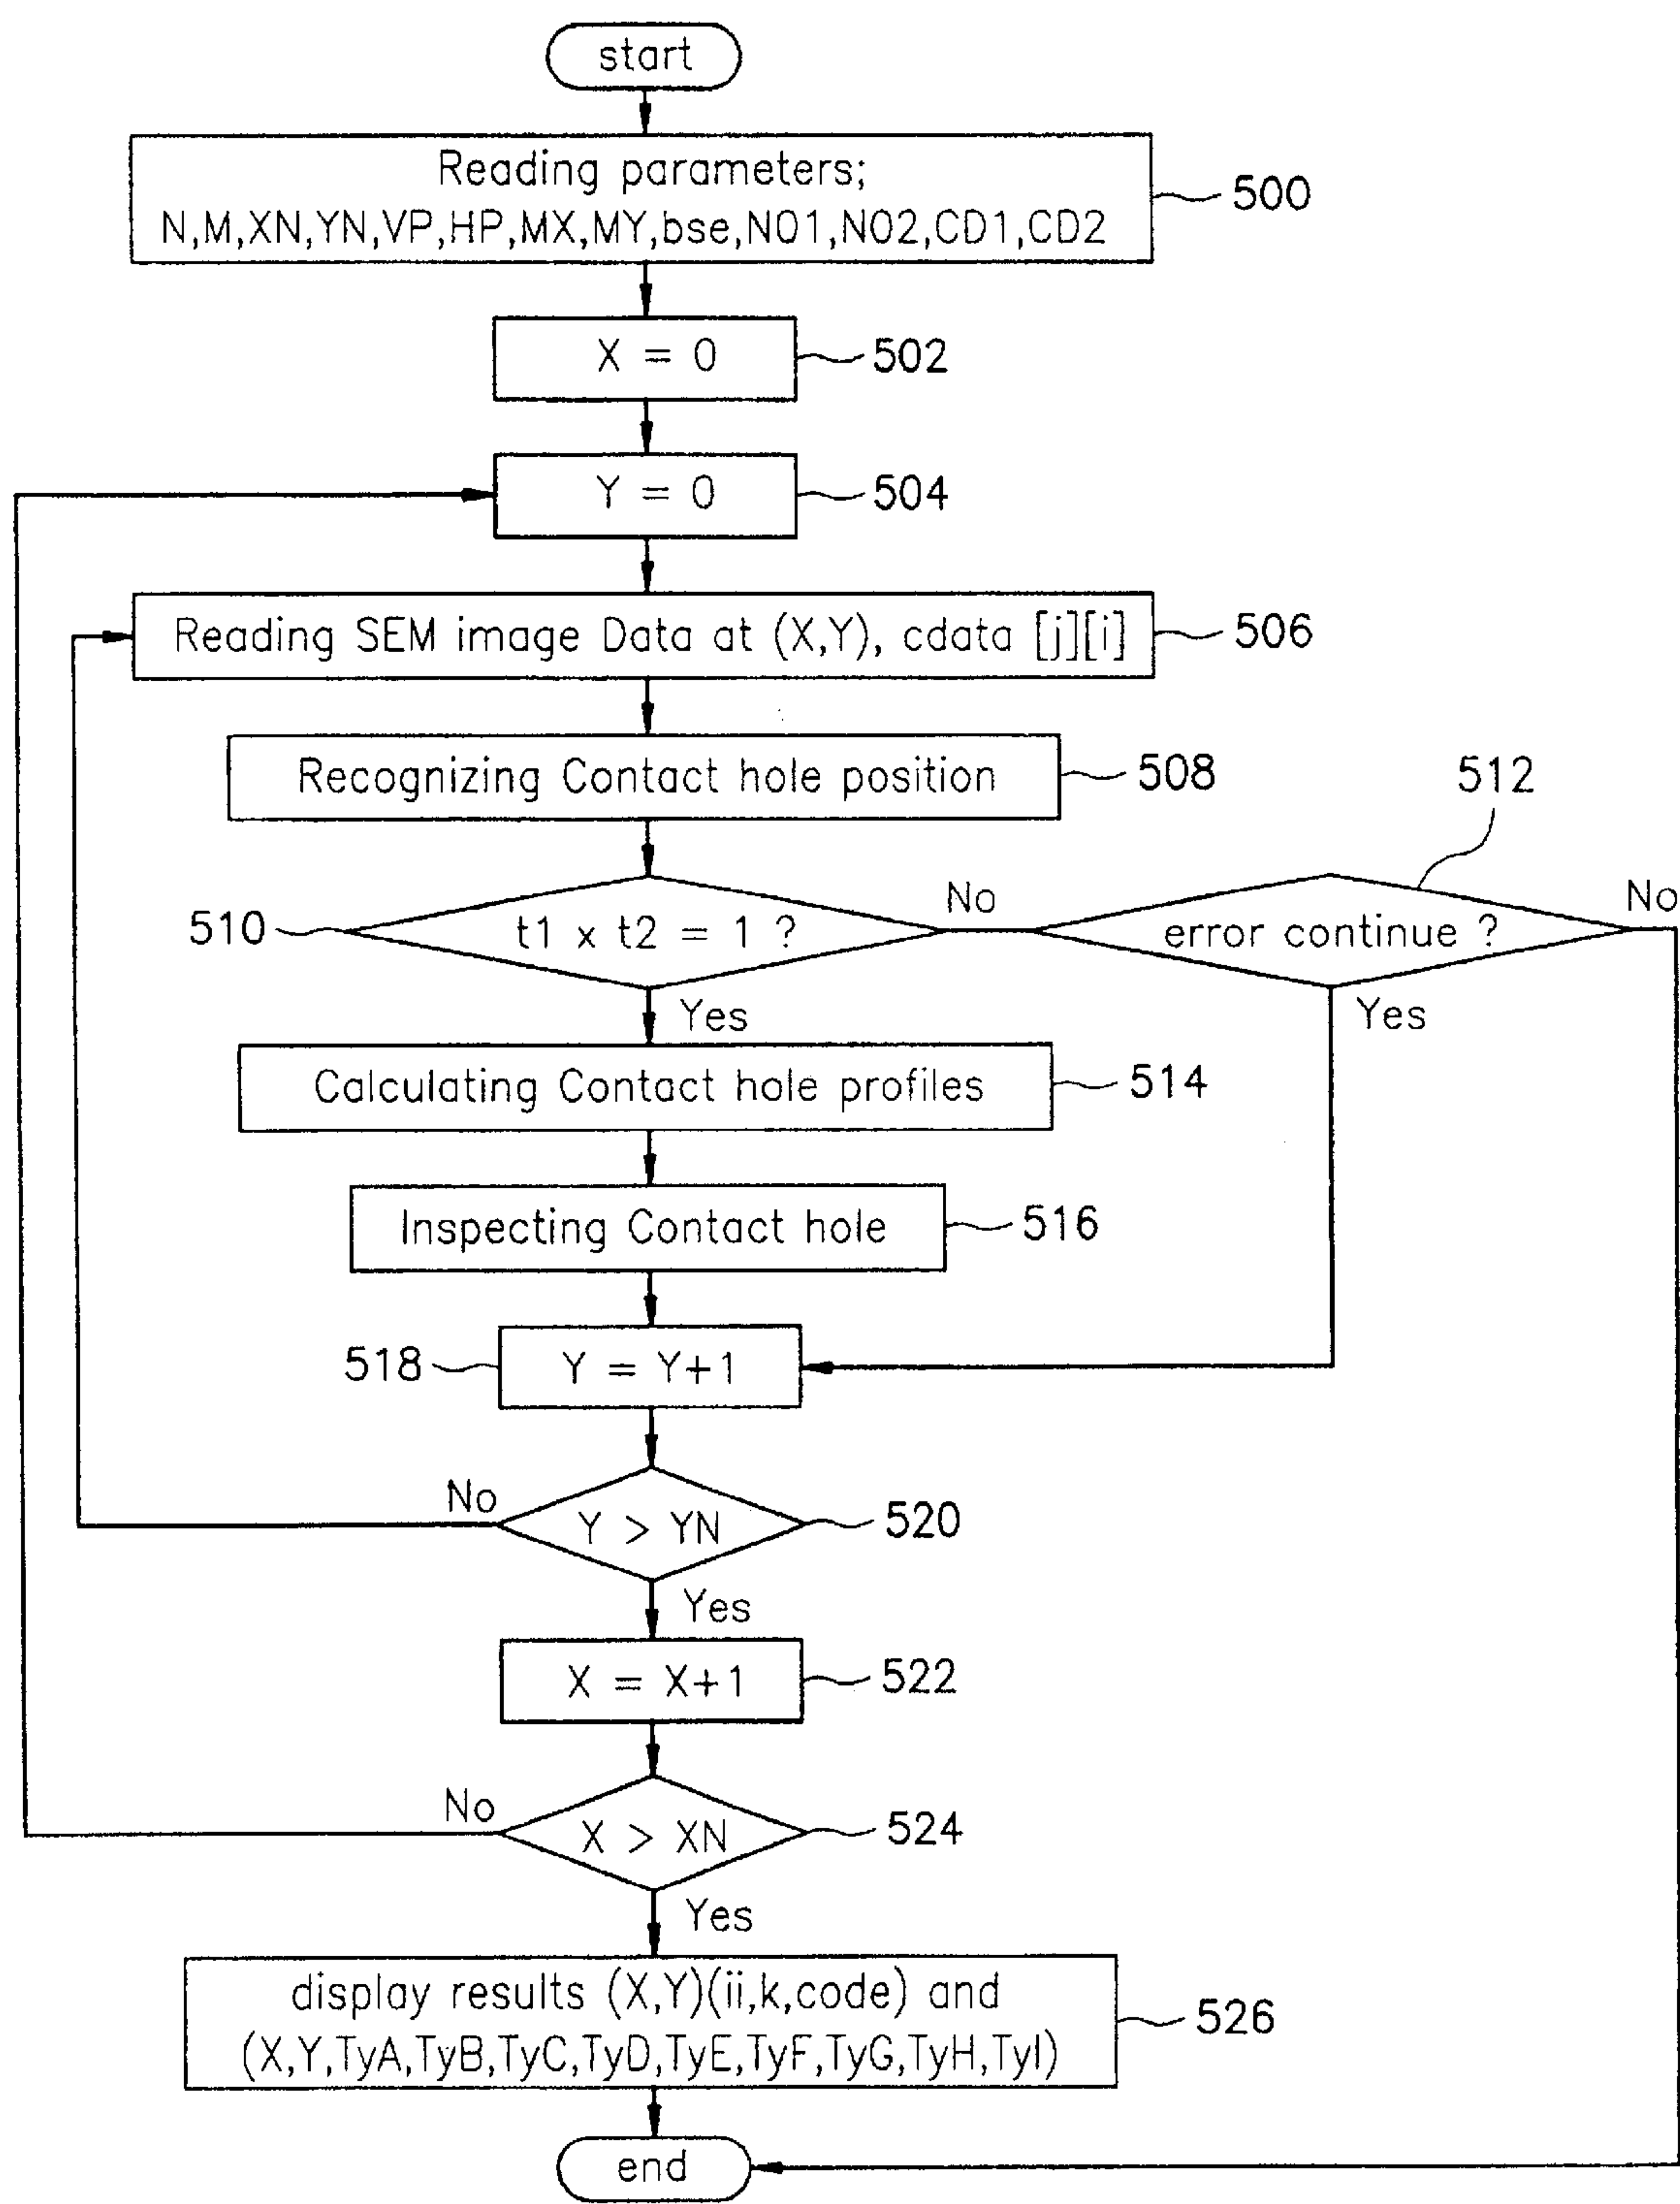 start
Reading parameters;
N,M,XN,YN,VP,HP,MX,MY,bse,NO1,NO2,CD1,CD2
500
X = 0
502
Y = 0
504
Reading SEM image Data at (X,Y), cdata [j][i]
506
Recognizing Contact hole position
508
510
t1 x t2 = 1 ?
No
512
error continue ?
No
Yes
Yes
Calculating Contact hole profiles
514
Inspecting Contact hole
516
518
Y = Y+1
No
Y > YN
520
Yes
X = X+1
522
No
X > XN
524
Yes
display results (X,Y)(ii,k,code) and
(X,Y,TyA,TyB,TyC,TyD,TyE,TyF,TyG,TyH,TyI)
526
end